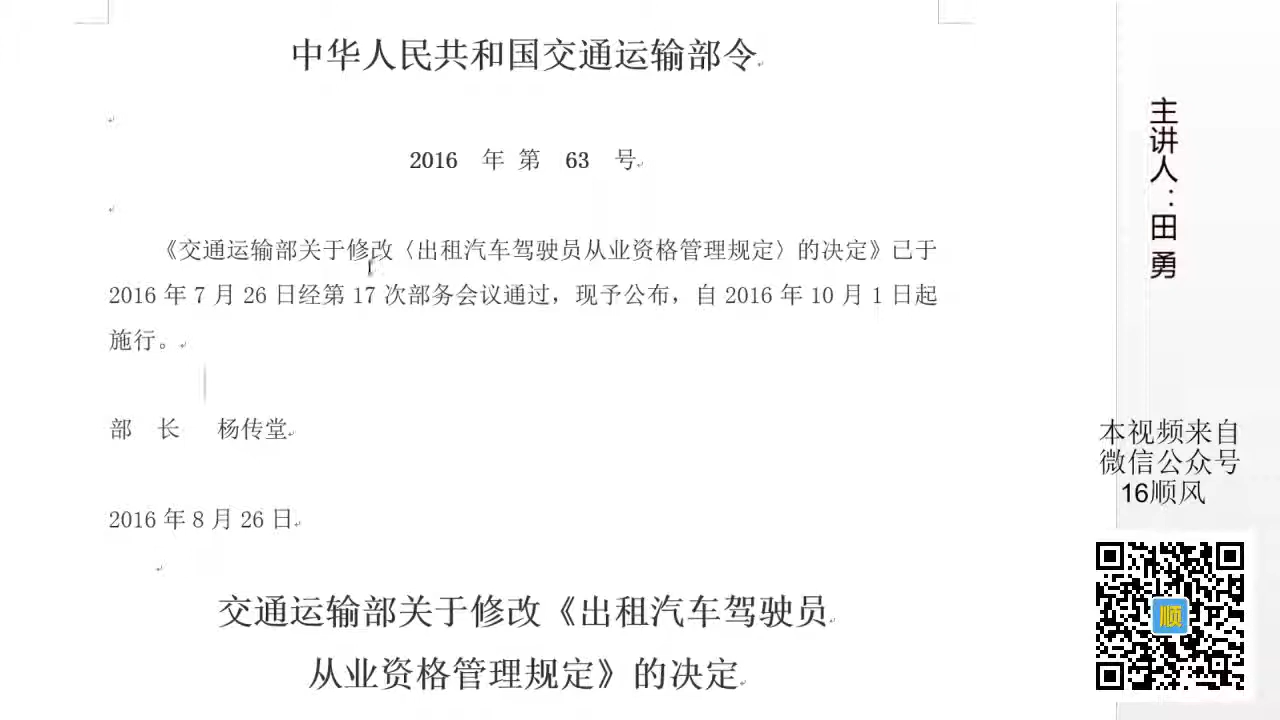 中华人民共和国交通运输部令
2016 年 第 63 号
《交通运输部关于修改〈出租汽车驾驶员从业资格管理规定〉的决定》已于
2016 年 7 月 26 日经第 17 次部务会议通过，现予公布，自 2016 年 10 月 1 日起
施行。
部 长 杨传堂
2016 年 8 月 26 日
交通运输部关于修改《出租汽车驾驶员
从业资格管理规定》的决定
主讲人：田勇
本视频来自
微信公众号
16顺风
顺